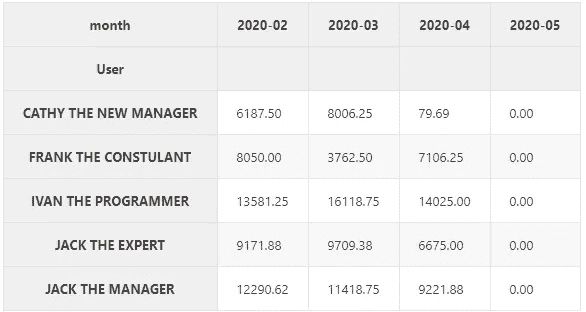 month 2020-02 2020-03 2020-04 2020-05
User
CATHY THE NEW MANAGER 6187.50 8006.25 79.69 0.00
FRANK THE CONSTULANT 8050.00 3762.50 7106.25 0.00
IVAN THE PROGRAMMER 13581.25 16118.75 14025.00 0.00
JACK THE EXPERT 9171.88 9709.38 6675.00 0.00
JACK THE MANAGER 12290.62 11418.75 9221.88 0.00